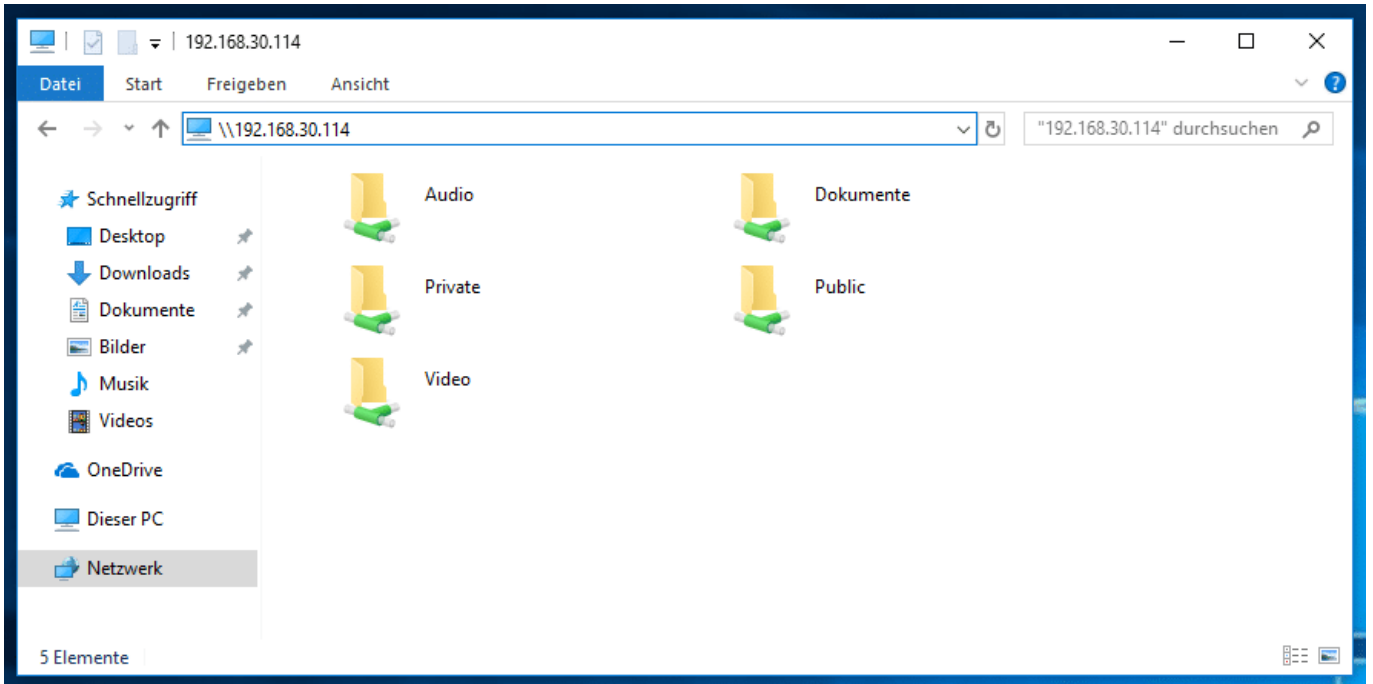 192.168.30.114
Datei Start Freigeben Ansicht ?
\\192.168.30.114 "192.168.30.114" durchsuchen
Schnellzugriff
Desktop
Downloads
Dokumente
Bilder
Musik
Videos
OneDrive
Dieser PC
Netzwerk
Audio Dokumente
Private Public
Video
5 Elemente